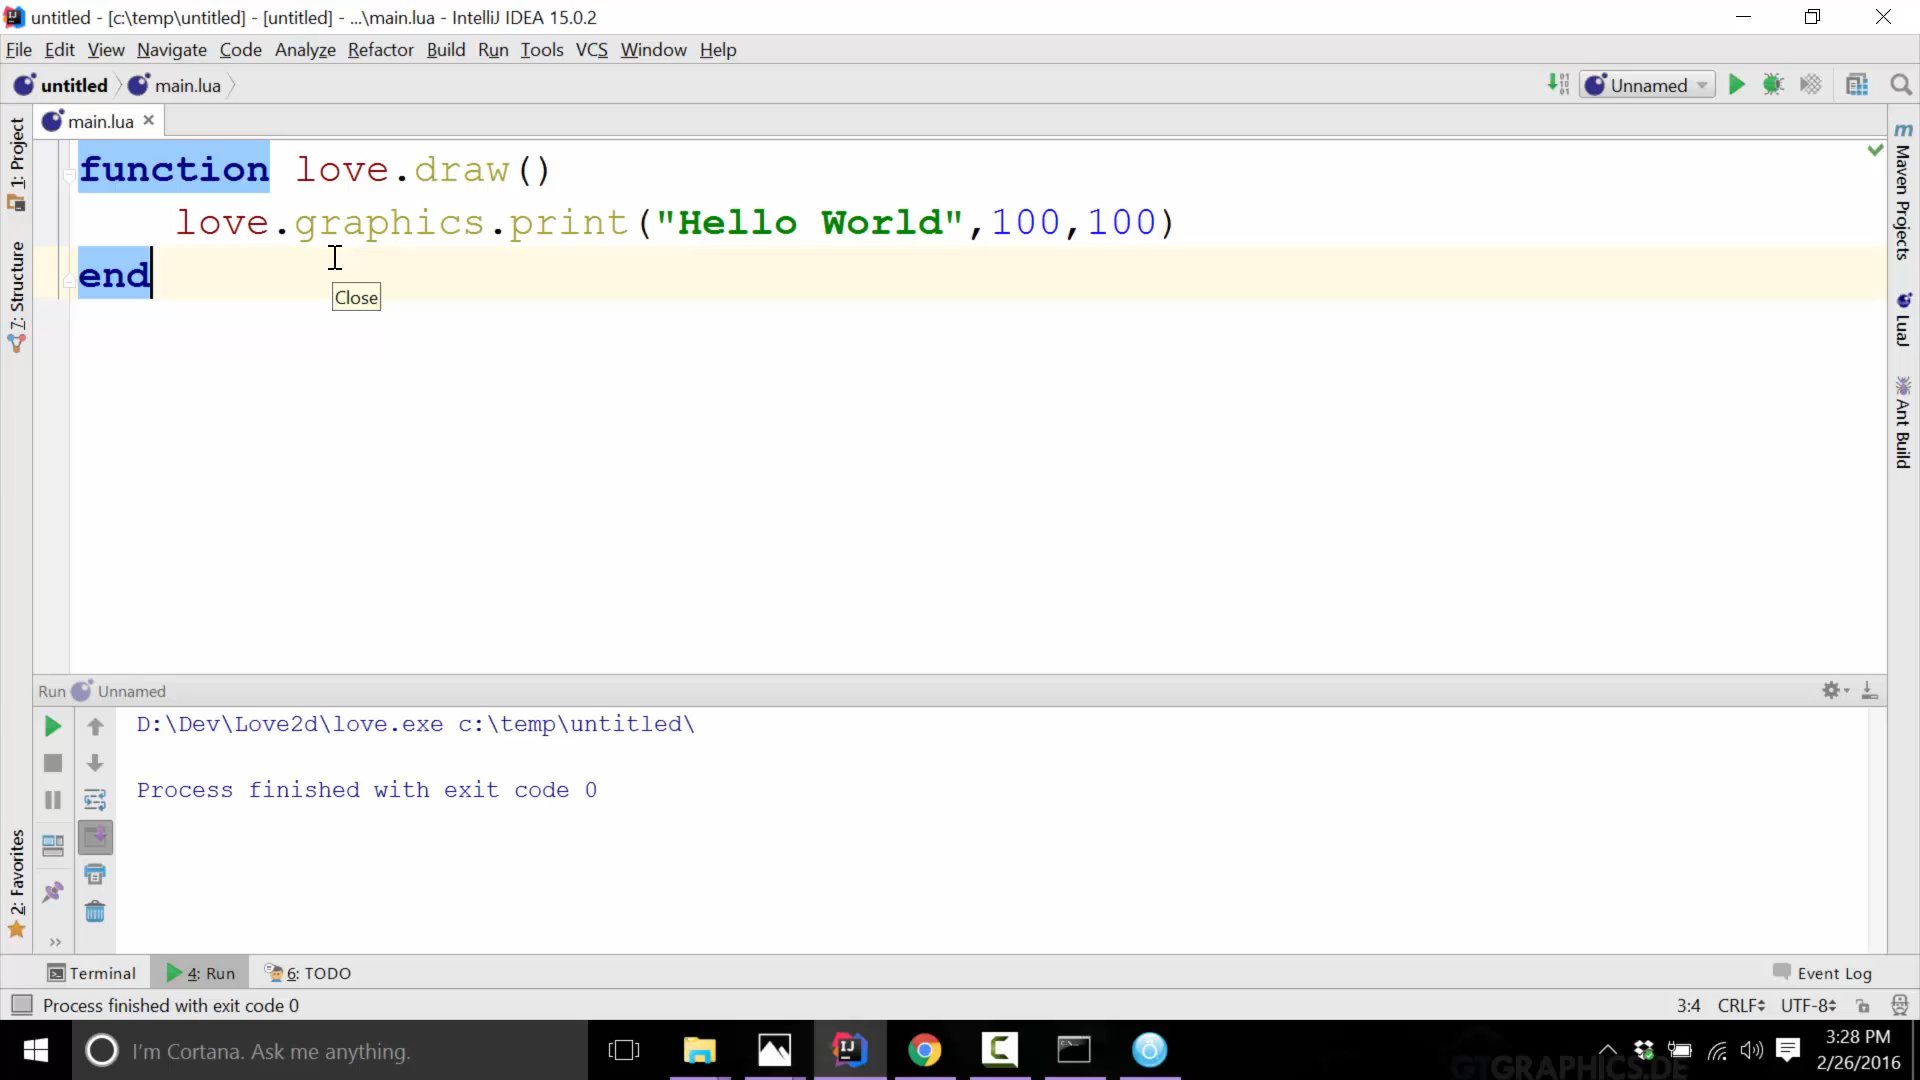 untitled - [c:\temp\untitled] - [untitled] - ...\main.lua - IntelliJ IDEA 15.0.2
File Edit View Navigate Code Analyze Refactor Build Run Tools VCS Window Help
untitled main.lua Unnamed
main.lua
function love.draw()
love.graphics.print("Hello World",100,100)
end
Close
1: Project
7: Structure
2: Favorites
Maven Projects
LuaJ
Ant Build
Run Unnamed
D:\Dev\Love2d\love.exe c:\temp\untitled\
Process finished with exit code 0
Terminal 4: Run 6: TODO Event Log
Process finished with exit code 0 3:4 CRLF UTF-8
I'm Cortana. Ask me anything.
3:28 PM
2/26/2016
GTGRAPHICS.DE